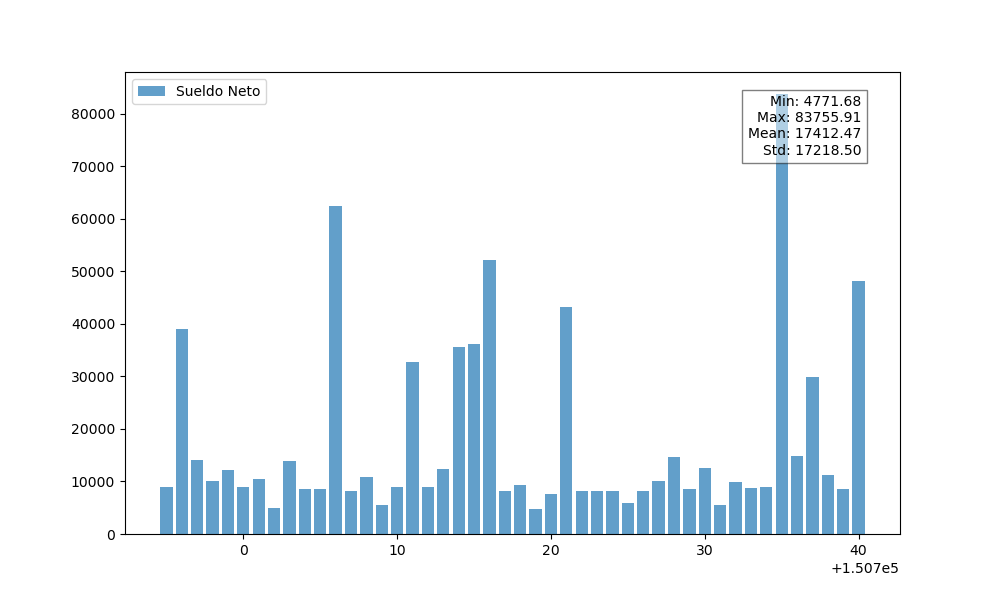 Sueldo Neto
Min: 4771.68
Max: 83755.91
Mean: 17412.47
Std: 17218.50
80000
70000
60000
50000
40000
30000
20000
10000
0
0 10 20 30 40
+1.507e5